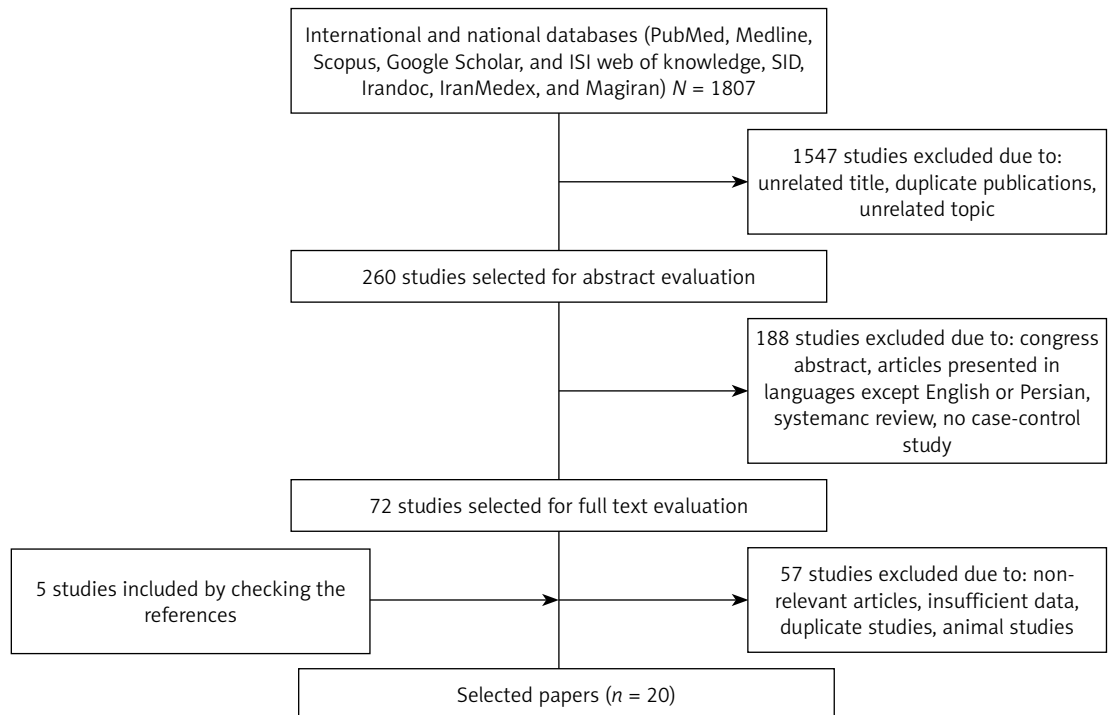 International and national databases (PubMed, Medline,
Scopus, Google Scholar, and ISI web of knowledge, SID,
Irandoc, IranMedex, and Magiran) N = 1807
1547 studies excluded due to:
unrelated title, duplicate publications,
unrelated topic
260 studies selected for abstract evaluation
188 studies excluded due to: congress
abstract, articles presented in
languages except English or Persian,
systemanc review, no case-control
study
72 studies selected for full text evaluation
5 studies included by checking the
references
57 studies excluded due to: non-
relevant articles, insufficient data,
duplicate studies, animal studies
Selected papers (n = 20)